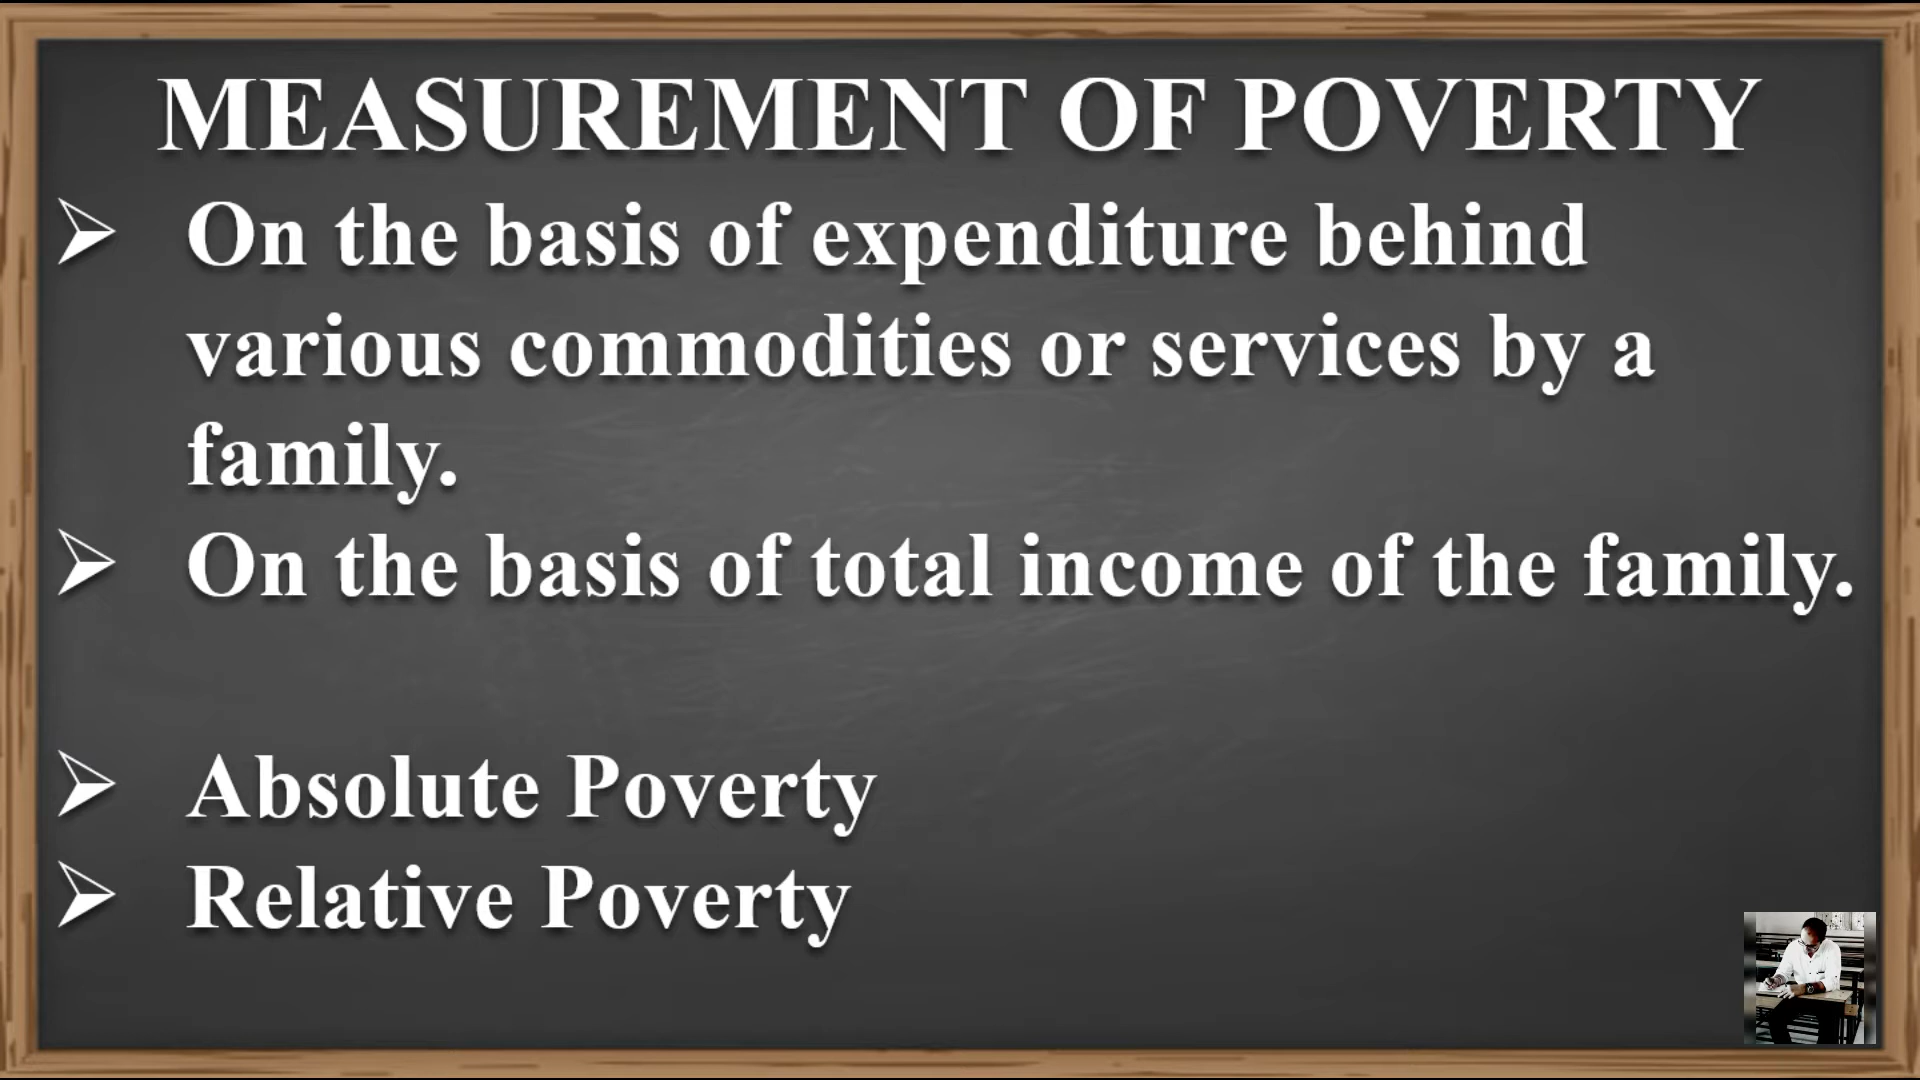 MEASUREMENT OF POVERTY
➢ On the basis of expenditure behind
various commodities or services by a
family.
➢ On the basis of total income of the family.
➢ Absolute Poverty
➢ Relative Poverty